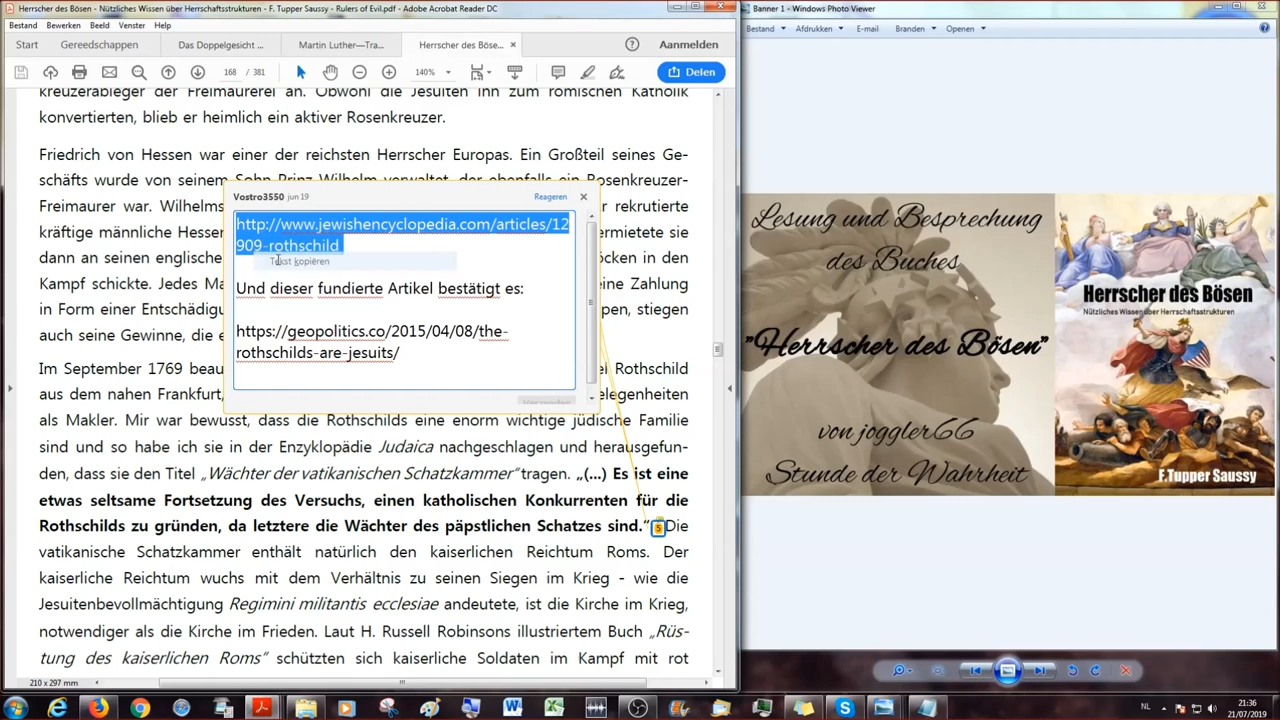 Herrscher des Bösen - Nützliches Wissen über Herrschaftsstrukturen - F. Tupper Saussy - Rulers of Evil.pdf - Adobe Acrobat Reader DC
Bestand Bewerken Beeld Venster Help
Start Gereedschappen Das Doppelgesicht ... Martin Luther—Tra... Herrscher des Böse... × Aanmelden
168 / 381 140% Delen
kreuzerableger der Freimaurerei an. Obwohl die Jesuiten ihn zum römischen Katholik
konvertierten, blieb er heimlich ein aktiver Rosenkreuzer.
Friedrich von Hessen war einer der reichsten Herrscher Europas. Ein Großteil seines Ge-
schäfts wurde von seinem Sohn Prinz Wilhelm verwaltet, der ebenfalls ein Rosenkreuzer-
Freimaurer war. Wilhelms
r rekrutierte
kräftige männliche Hesse
ermietete sie
dann an seinen englische
öcken in den
Kampf schickte. Jedes Ma
eine Zahlung
in Form einer Entschädigu
pen, stiegen
auch seine Gewinne, die e
Vostro3550 jun 19 Reageren
http://www.jewishencyclopedia.com/articles/12
909-rothschild
Tekst kopiëren
Und dieser fundierte Artikel bestätigt es:
https://geopolitics.co/2015/04/08/the-
rothschilds-are-jesuits/
Im September 1769 beau
ei Rothschild
aus dem nahen Frankfurt,
elegenheiten
als Makler. Mir war bewusst, dass die Rothschilds eine enorm wichtige jüdische Familie
sind und so habe ich sie in der Enzyklopädie Judaica nachgeschlagen und herausgefun-
den, dass sie den Titel „Wächter der vatikanischen Schatzkammer“ tragen. „(...) Es ist eine
etwas seltsame Fortsetzung des Versuchs, einen katholischen Konkurrenten für die
Rothschilds zu gründen, da letztere die Wächter des päpstlichen Schatzes sind.“ 5 Die
vatikanische Schatzkammer enthält natürlich den kaiserlichen Reichtum Roms. Der
kaiserliche Reichtum wuchs mit dem Verhältnis zu seinen Siegen im Krieg - wie die
Jesuitenbevollmächtigung Regimini militantis ecclesiae andeutete, ist die Kirche im Krieg,
notwendiger als die Kirche im Frieden. Laut H. Russell Robinsons illustriertem Buch „Rüs-
tung des kaiserlichen Roms“ schützten sich kaiserliche Soldaten im Kampf mit rot
210 x 297 mm
Banner 1 - Windows Photo Viewer
Bestand Afdrukken E-mail Branden Openen
Lesung und Besprechung
des Buches
"Herrscher des Bösen"
von joggler66
Stunde der Wahrheit
Herrscher des Bösen
Nützliches Wissen über Herrschaftsstrukturen
F.Tupper Saussy
NL 21:36
21/07/2019